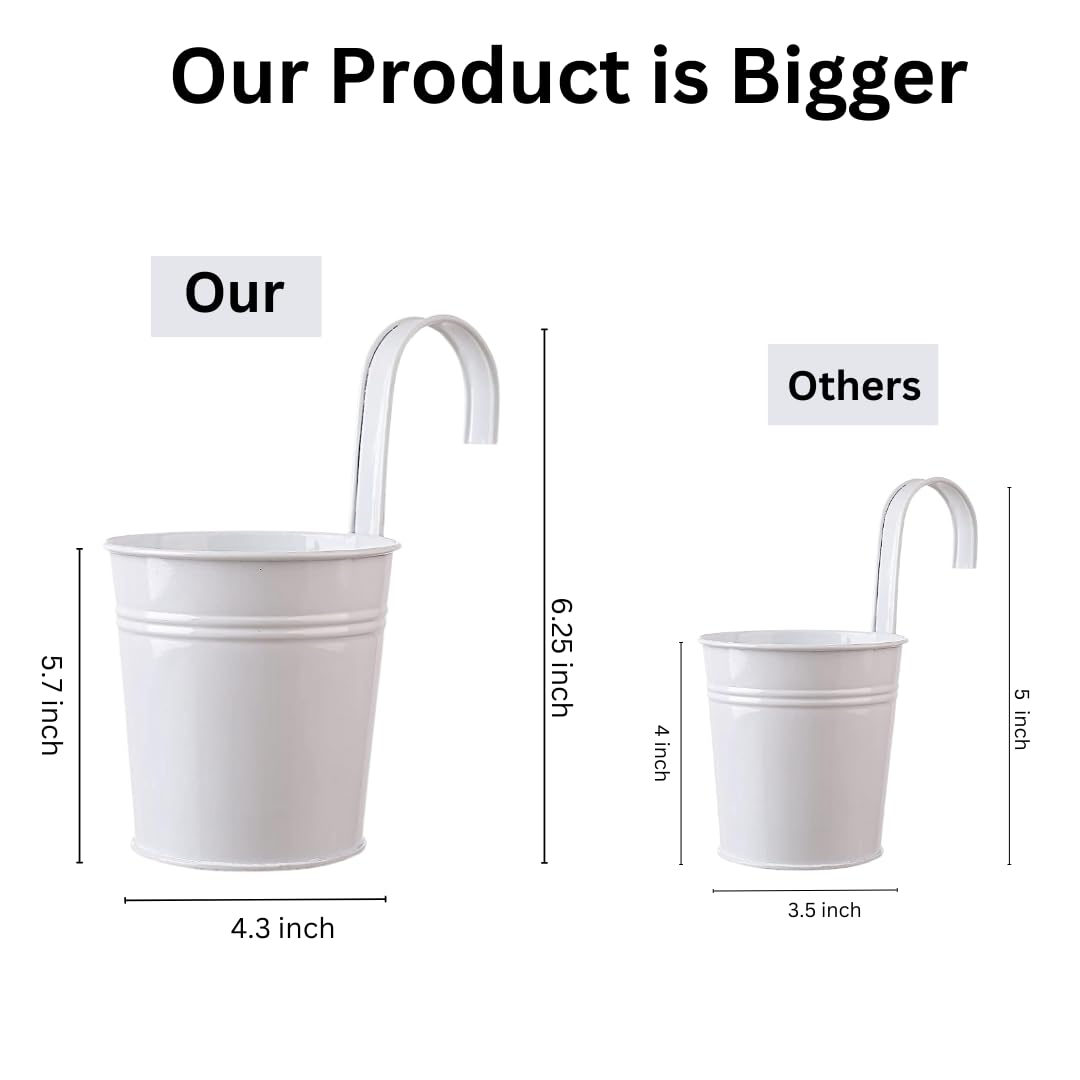 Our Product is Bigger
Our
Others
5.7 inch
6.25 inch
4.3 inch
4 inch
5 inch
3.5 inch